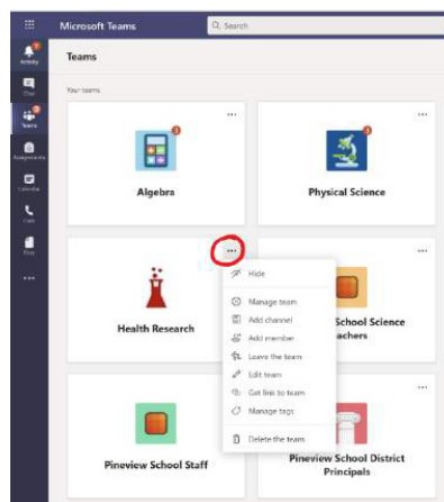 Microsoft Teams
Search
Activity
Teams
Chat
Your teams
Teams
Assignments
Algebra
Physical Science
Calendar
Calls
Hide
Manage team
Add channel
Health Research
School Science
achers
Add member
Leave the team
Edit team
Get link to team
Manage tags
Delete the team
Pineview School Staff
Pineview School District
Principals